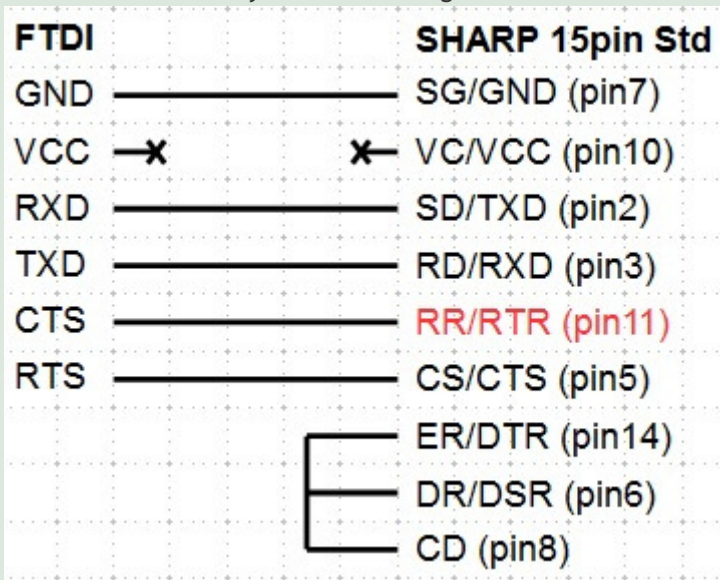 FTDI SHARP 15pin Std
GND SG/GND (pin7)
VCC VC/VCC (pin10)
RXD SD/TXD (pin2)
TXD RD/RXD (pin3)
CTS RR/RTR (pin11)
RTS CS/CTS (pin5)
ER/DTR (pin14)
DR/DSR (pin6)
CD (pin8)